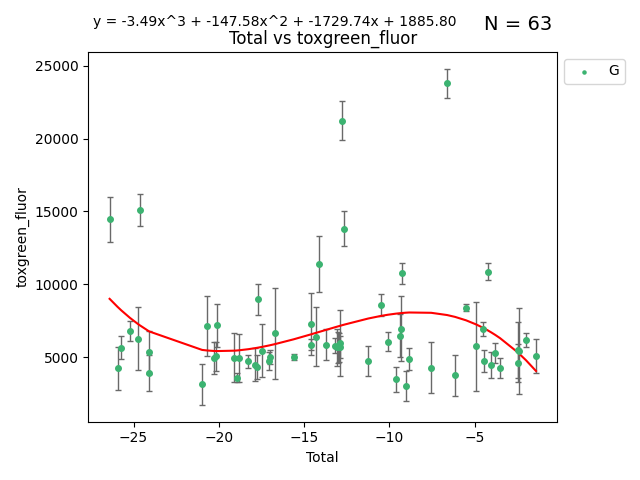 y = -3.49x^3 + -147.58x^2 + -1729.74x + 1885.80
N = 63
Total vs toxgreen_fluor
25000
20000
15000
10000
5000
toxgreen_fluor
−25
−20
−15
−10
−5
Total
G